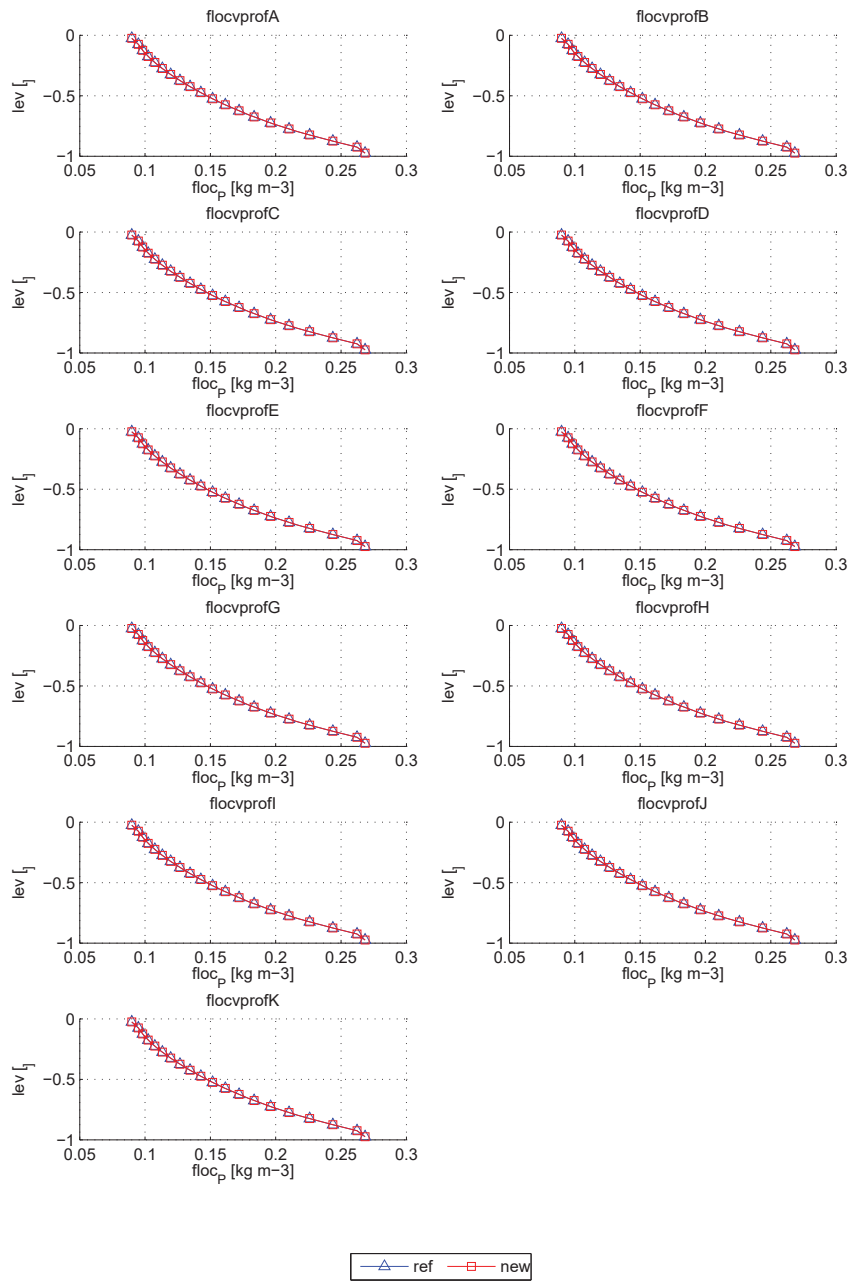 flocvprofA
flocvprofB
0
−0.5
−1
lev [_]
0.05 0.1 0.15 0.2 0.25 0.3
floc_P [kg m−3]
0
−0.5
−1
lev [_]
0.05 0.1 0.15 0.2 0.25 0.3
floc_P [kg m−3]
flocvprofC
flocvprofD
0
−0.5
−1
lev [_]
0.05 0.1 0.15 0.2 0.25 0.3
floc_P [kg m−3]
0
−0.5
−1
lev [_]
0.05 0.1 0.15 0.2 0.25 0.3
floc_P [kg m−3]
flocvprofE
flocvprofF
0
−0.5
−1
lev [_]
0.05 0.1 0.15 0.2 0.25 0.3
floc_P [kg m−3]
0
−0.5
−1
lev [_]
0.05 0.1 0.15 0.2 0.25 0.3
floc_P [kg m−3]
flocvprofG
flocvprofH
0
−0.5
−1
lev [_]
0.05 0.1 0.15 0.2 0.25 0.3
floc_P [kg m−3]
0
−0.5
−1
lev [_]
0.05 0.1 0.15 0.2 0.25 0.3
floc_P [kg m−3]
flocvprofI
flocvprofJ
0
−0.5
−1
lev [_]
0.05 0.1 0.15 0.2 0.25 0.3
floc_P [kg m−3]
0
−0.5
−1
lev [_]
0.05 0.1 0.15 0.2 0.25 0.3
floc_P [kg m−3]
flocvprofK
0
−0.5
−1
lev [_]
0.05 0.1 0.15 0.2 0.25 0.3
floc_P [kg m−3]
ref new